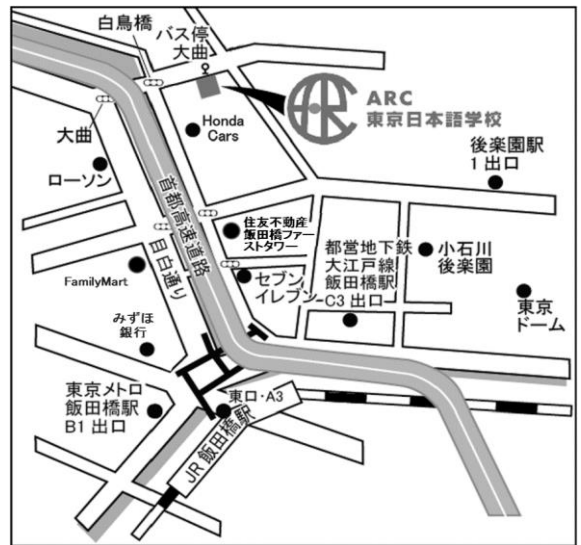 白鳥橋
バス停
大曲
ARC
東京日本語学校
大曲
Honda
Cars
後楽園駅
1 出口
ローソン
首都高速道路
目白通り
住友不動産
飯田橋ファー
ストタワー
都営地下鉄
大江戸線
飯田橋駅
C3 出口
小石川
後楽園
FamilyMart
セブン
イレブン
東京
ドーム
みずほ
銀行
東京メトロ
飯田橋駅
B1 出口
東口・A3
JR 飯田橋駅